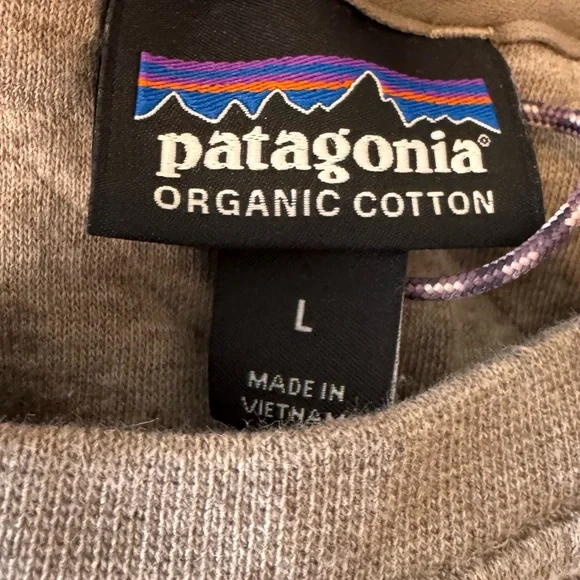 patagonia®
ORGANIC COTTON
L
MADE IN
VIETNAM